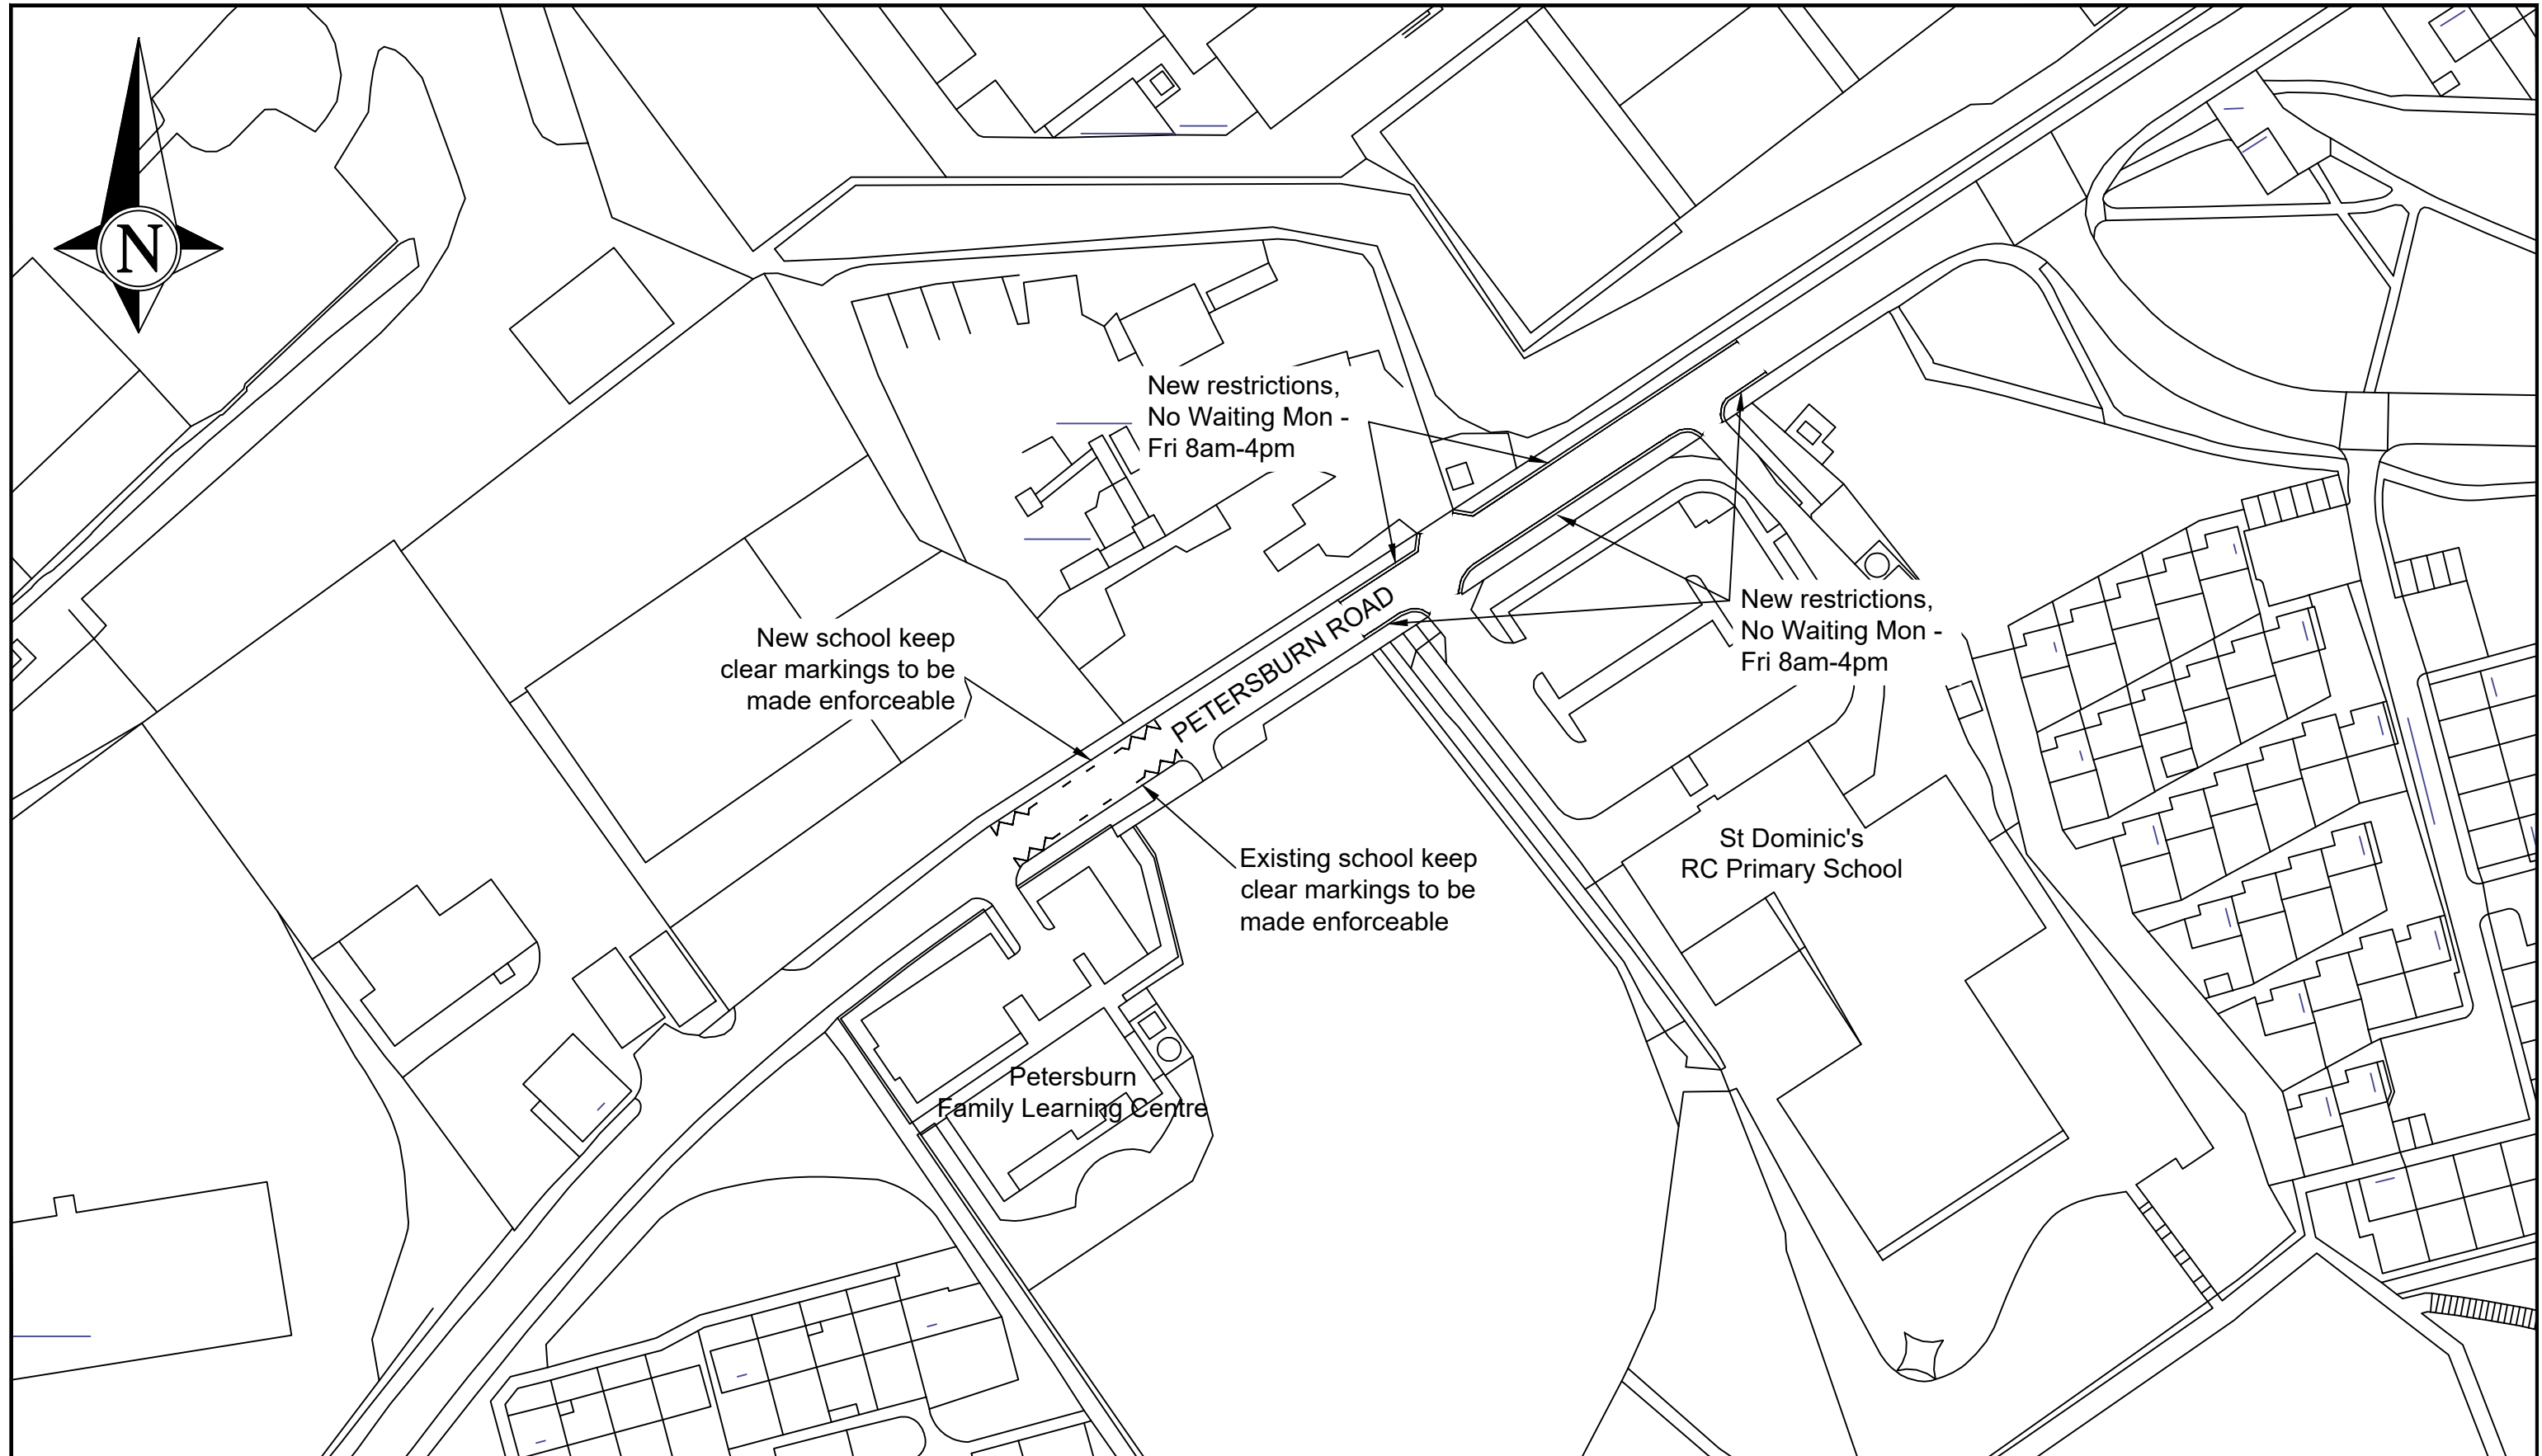 N
New restrictions,
No Waiting Mon -
Fri 8am-4pm
New restrictions,
No Waiting Mon -
Fri 8am-4pm
PETERSBURN ROAD
New school keep
clear markings to be
made enforceable
Existing school keep
clear markings to be
made enforceable
St Dominic's
RC Primary School
Petersburn
Family Learning Centre